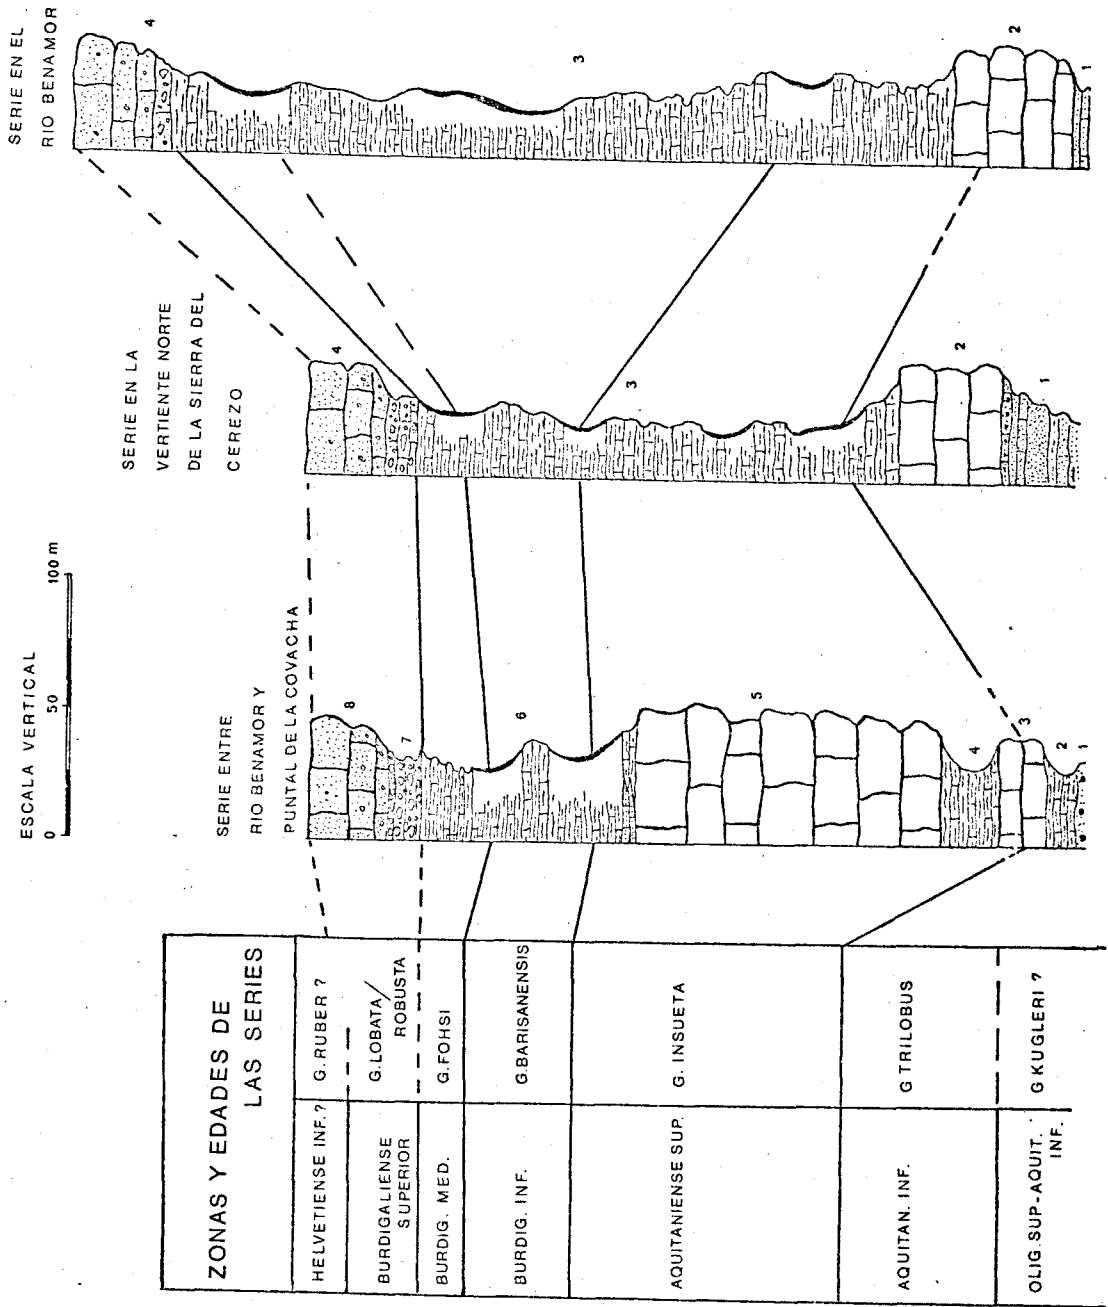 SERIE EN EL
RIO BENAMOR
4
3
2
1
SERIE EN LA
VERTIENTE NORTE
DE LA SIERRA DEL
CEREZO
4
3
2
1
ESCALA VERTICAL
0 50 100 m
SERIE ENTRE
RIO BENAMOR Y
PUNTAL DE LA COVACHA
8
7
6
5
4
3
2
1
ZONAS Y EDADES DE
LAS SERIES
HELVETIENSE INF.? G. RUBER ?
BURDIGALIENSE
SUPERIOR
G. LOBATA/
ROBUSTA
BURDIG. MED. G. FOHSI
BURDIG. INF. G. BARISANENSIS
AQUITANIENSE SUP. G. INSUETA
AQUITAN. INF. G TRILOBUS
OLIG. SUP-AQUIT.
INF.
G KUGLERI ?